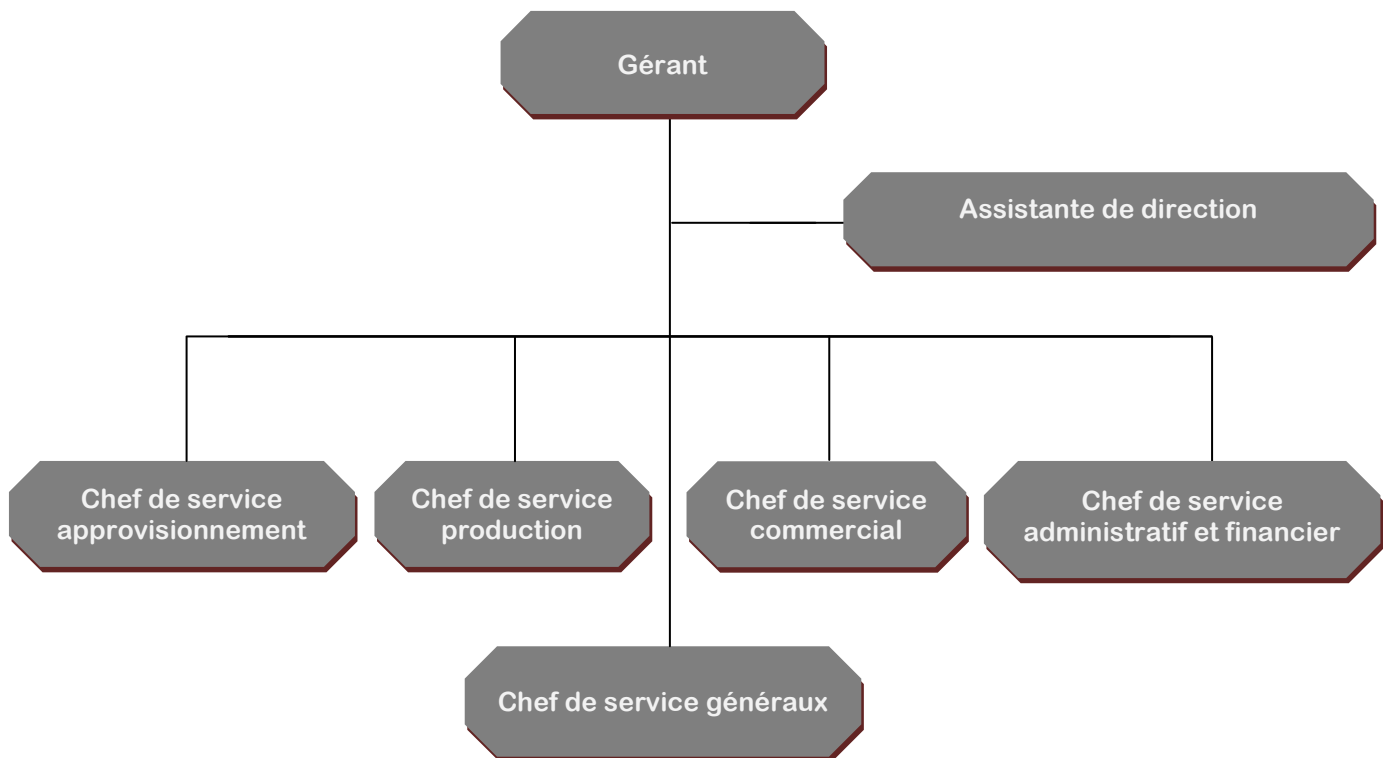 Gérant
Assistante de direction
Chef de service
approvisionnement
Chef de service
production
Chef de service
commercial
Chef de service
administratif et financier
Chef de service généraux